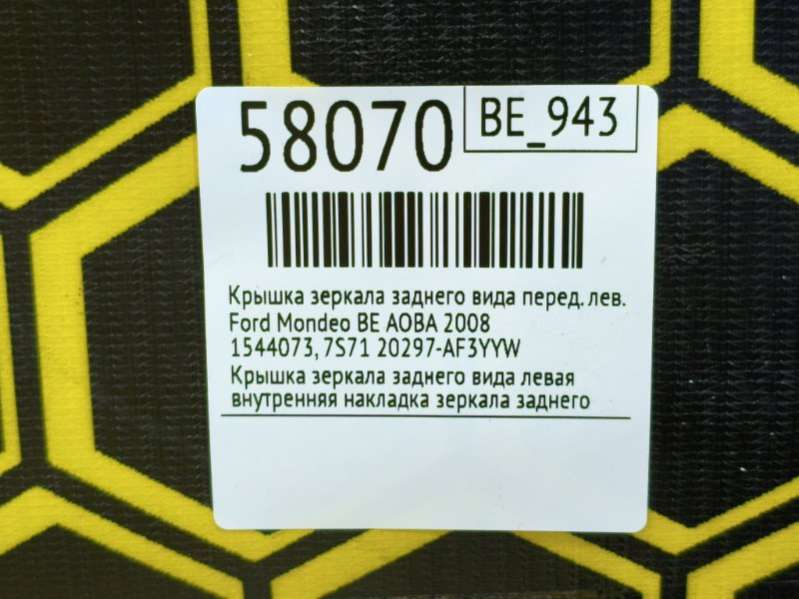 58070
BE_943
Крышка зеркала заднего вида перед. лев.
Ford Mondeo BE AOBA 2008
1544073, 7S71 20297-AF3YYW
Крышка зеркала заднего вида левая
внутренняя накладка зеркала заднего